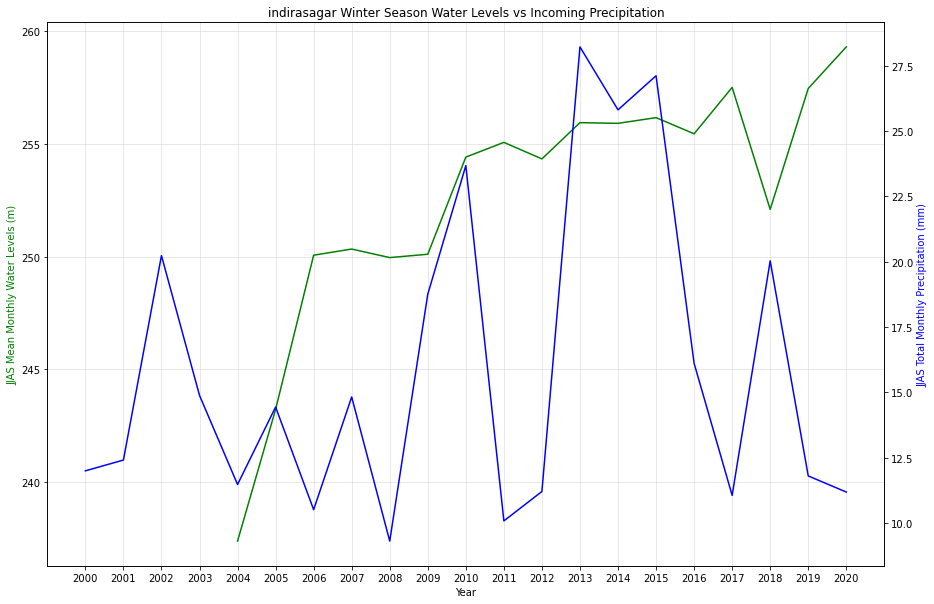 indirasagar Winter Season Water Levels vs Incoming Precipitation
JJAS Mean Monthly Water Levels (m)
260
255
250
245
240
27.5
25.0
22.5
20.0
17.5
15.0
12.5
10.0
JJAS Total Monthly Precipitation (mm)
2000 2001 2002 2003 2004 2005 2006 2007 2008 2009 2010 2011 2012 2013 2014 2015 2016 2017 2018 2019 2020
Year